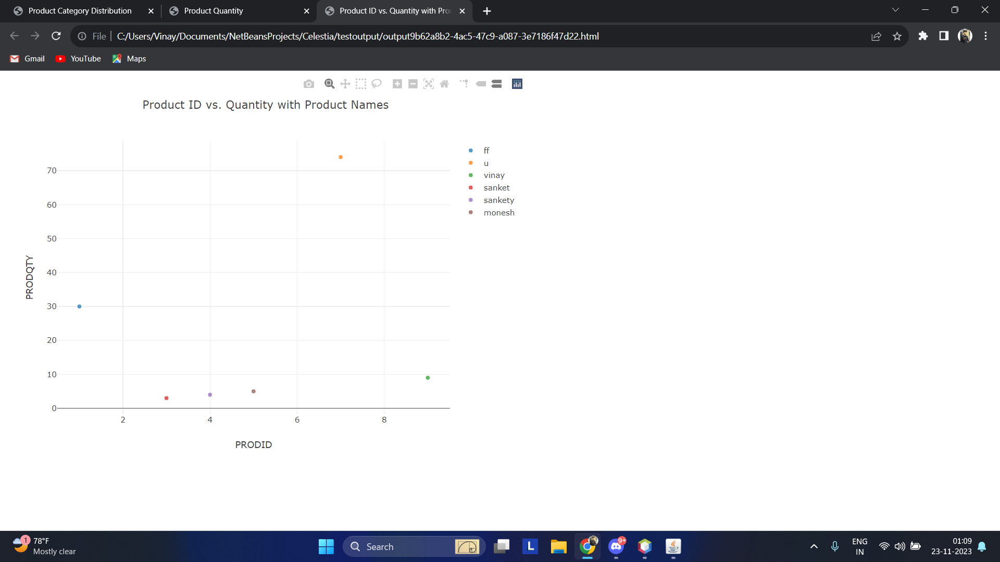 Product Category Distribution
Product Quantity
Product ID vs. Quantity with Pro
File
C:/Users/Vinay/Documents/NetBeansProjects/Celestia/testoutput/output9b62a8b2-4ac5-47c9-a087-3e7186f47d22.html
Gmail
YouTube
Maps
Product ID vs. Quantity with Product Names
70
60
50
40
30
20
10
0
PRODQTY
2
4
6
8
PRODID
ff
u
vinay
sanket
sankety
monesh
1
78°F
Mostly clear
Search
L
9+
ENG
IN
01:09
23-11-2023